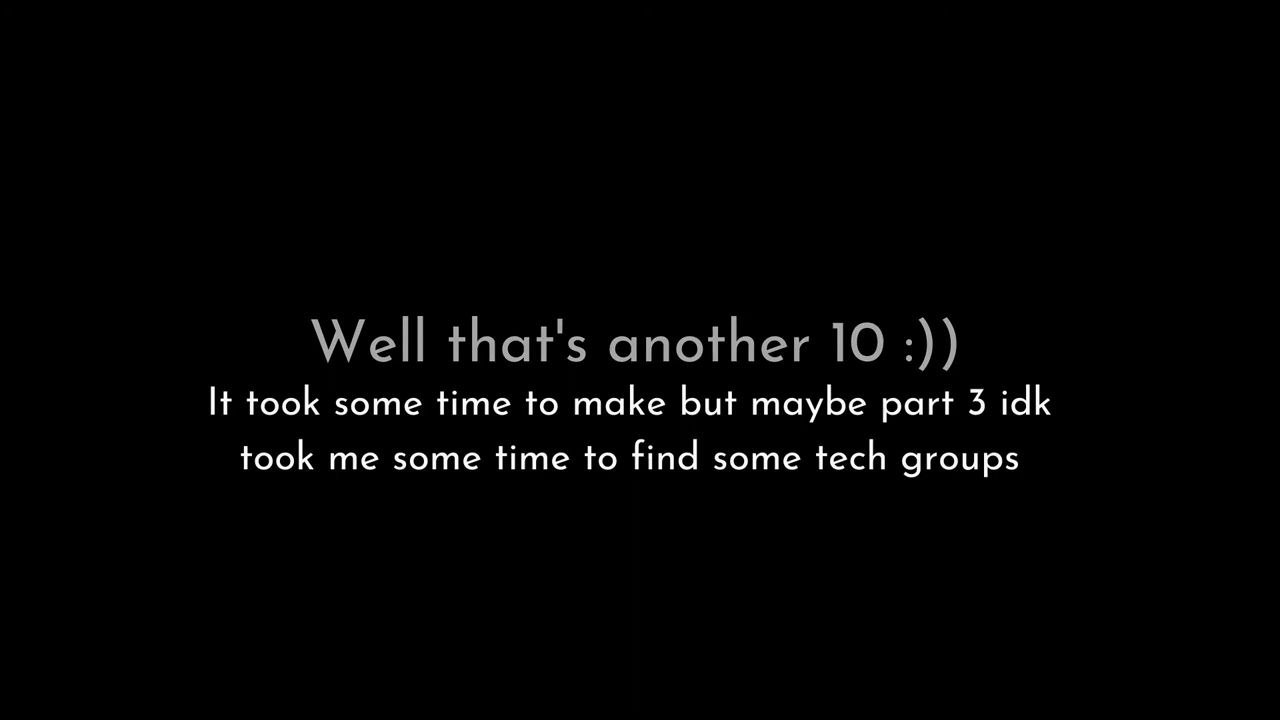 Well that's another 10 :))
It took some time to make but maybe part 3 idk
took me some time to find some tech groups